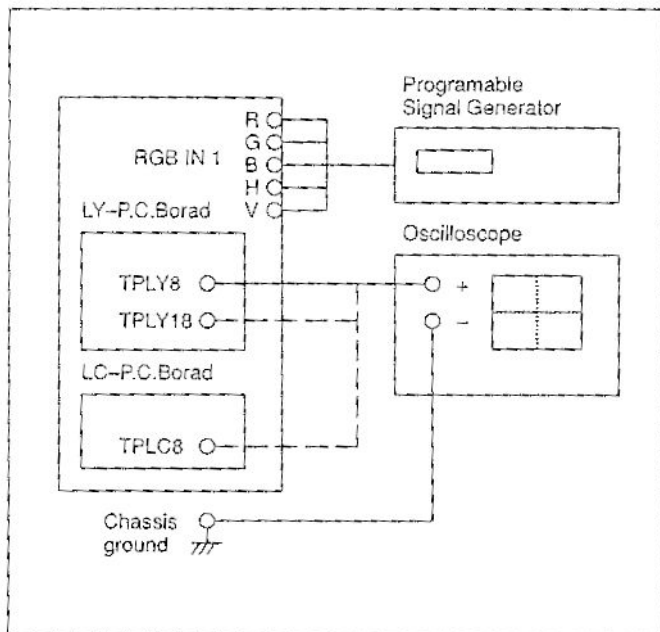 Programable
Signal Generator
R
G
RGB IN 1
B
H
V
LY-P.C.Borad
TPLY8
TPLY18
LC-P.C.Borad
TPLC8
Chassis
ground
Oscilloscope
+
-